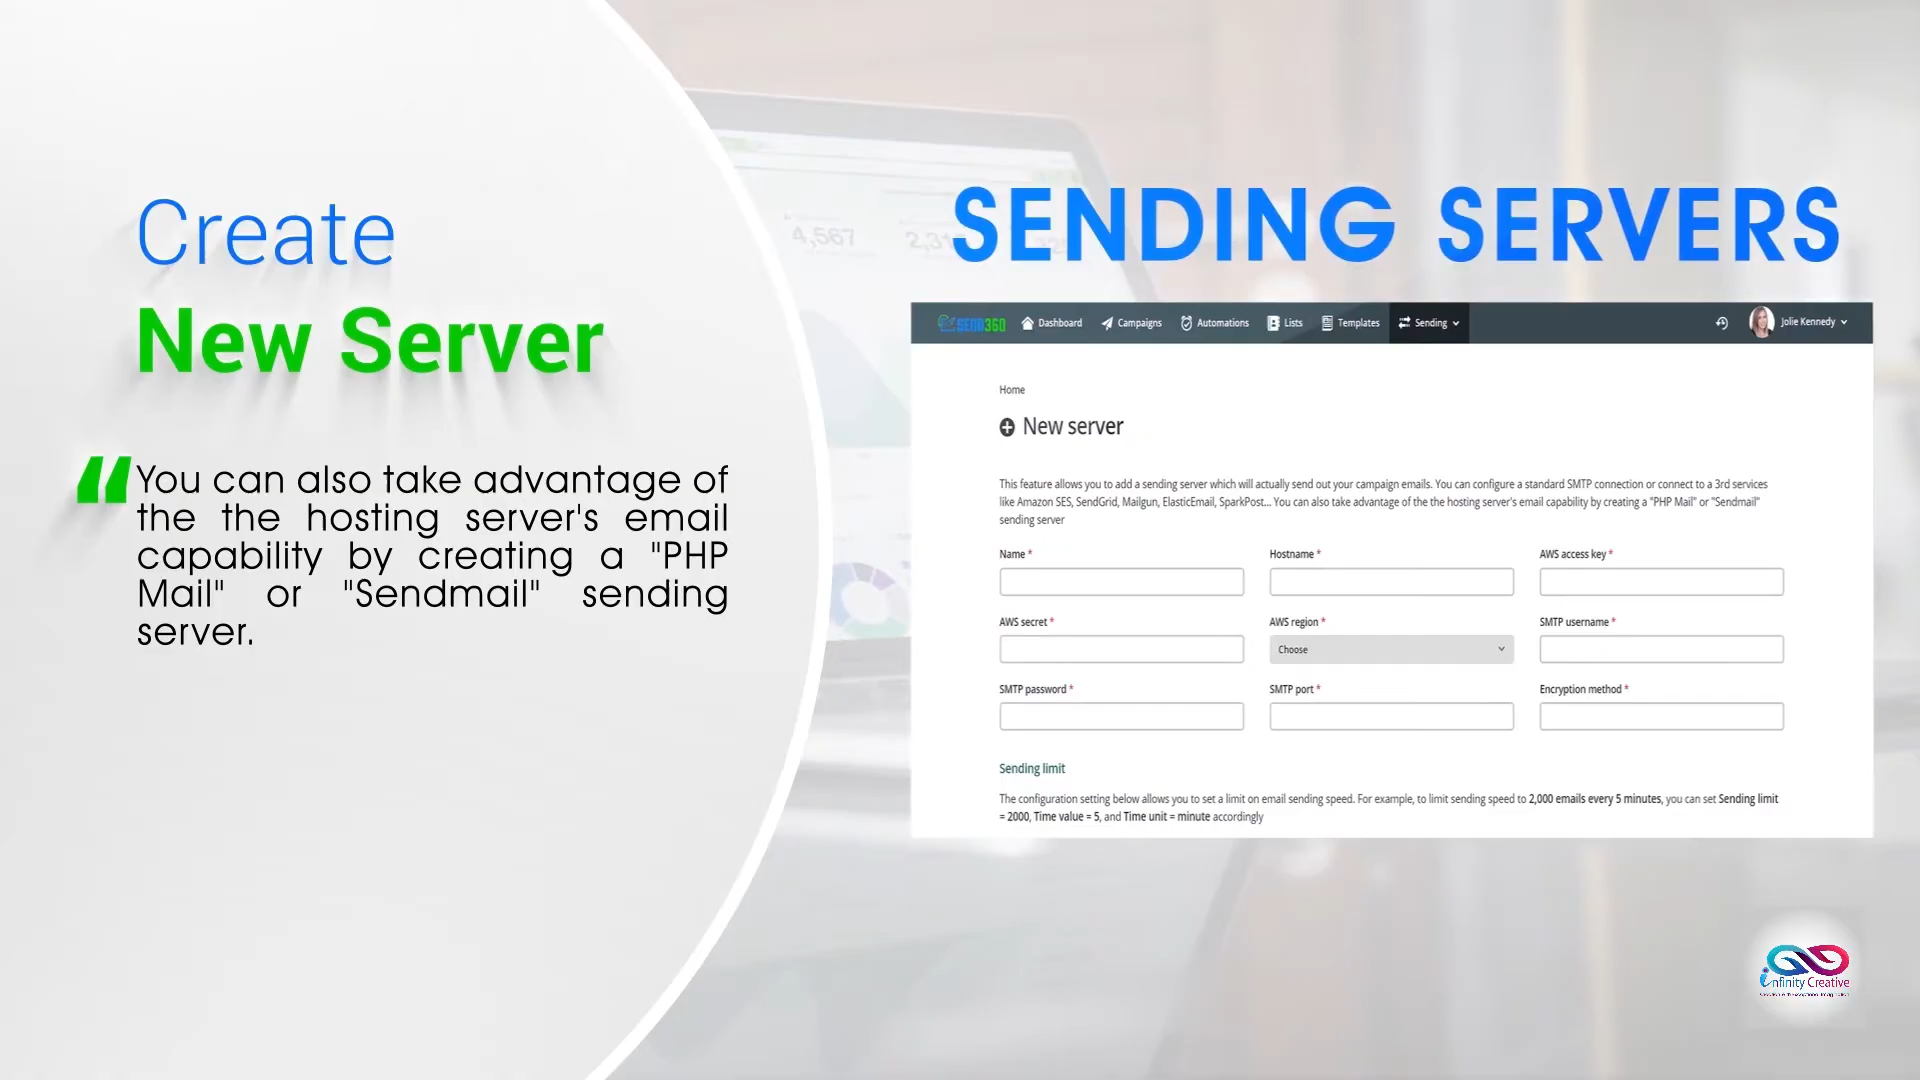 Create
New Server
“
You can also take advantage of
the the hosting server's email
capability by creating a "PHP
Mail" or "Sendmail" sending
server.
4,567
SENDING SERVERS
SEND360 Dashboard Campaigns Automations Lists Templates Sending Jolie Kennedy
Home
New server
This feature allows you to add a sending server which will actually send out your campaign emails. You can configure a standard SMTP connection or connect to a 3rd services
like Amazon SES, SendGrid, Mailgun, ElasticEmail, SparkPost... You can also take advantage of the the hosting server's email capability by creating a "PHP Mail" or "Sendmail"
sending server
Name * Hostname * AWS access key *
AWS secret * AWS region * SMTP username *
Choose
SMTP password * SMTP port * Encryption method *
Sending limit
The configuration setting below allows you to set a limit on email sending speed. For example, to limit sending speed to 2,000 emails every 5 minutes, you can set Sending limit
= 2000, Time value = 5, and Time unit = minute accordingly
infinity Creative